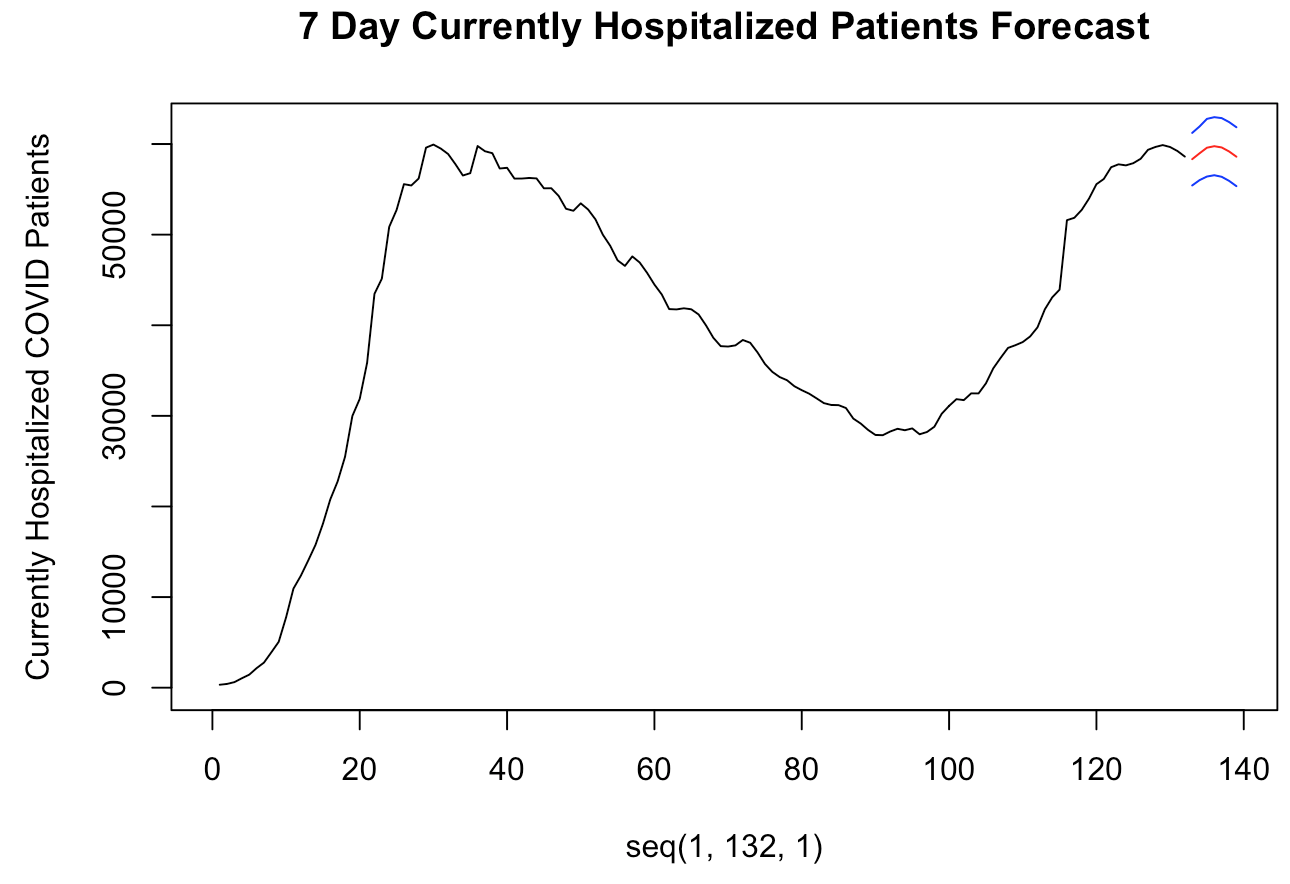 7 Day Currently Hospitalized Patients Forecast
Currently Hospitalized COVID Patients
50000
30000
10000
0
0 20 40 60 80 100 120 140
seq(1, 132, 1)